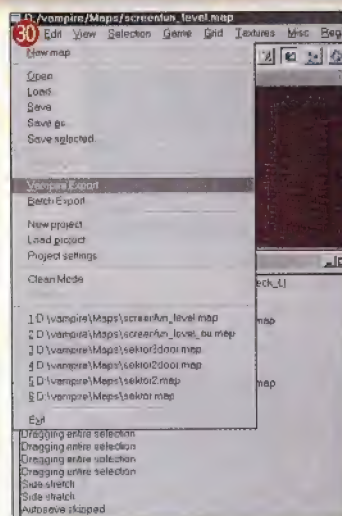 D:/vampire/Maps/screenfun_level.map
30 Edit View Selection Game Grid Textures Misc
New map
Open
Load
Save
Save as
Save selected
Vampire Export
Batch Export
New project
Load project
Project settings
Clean Mode
1 D:\vampire\Maps\screenfun_level.map
2 D:\vampire\Maps\screenfun_level_bu.map
3 D:\vampire\Maps\sektor3door.map
4 D:\vampire\Maps\sektor2door.map
5 D:\vampire\Maps\sektor2.map
6 D:\vampire\Maps\sektor.map
Exit
map
map
Dragging entire selection
Dragging entire selection
Dragging entire selection
Dragging entire selection
Side stretch
Side stretch
Autosave skipped